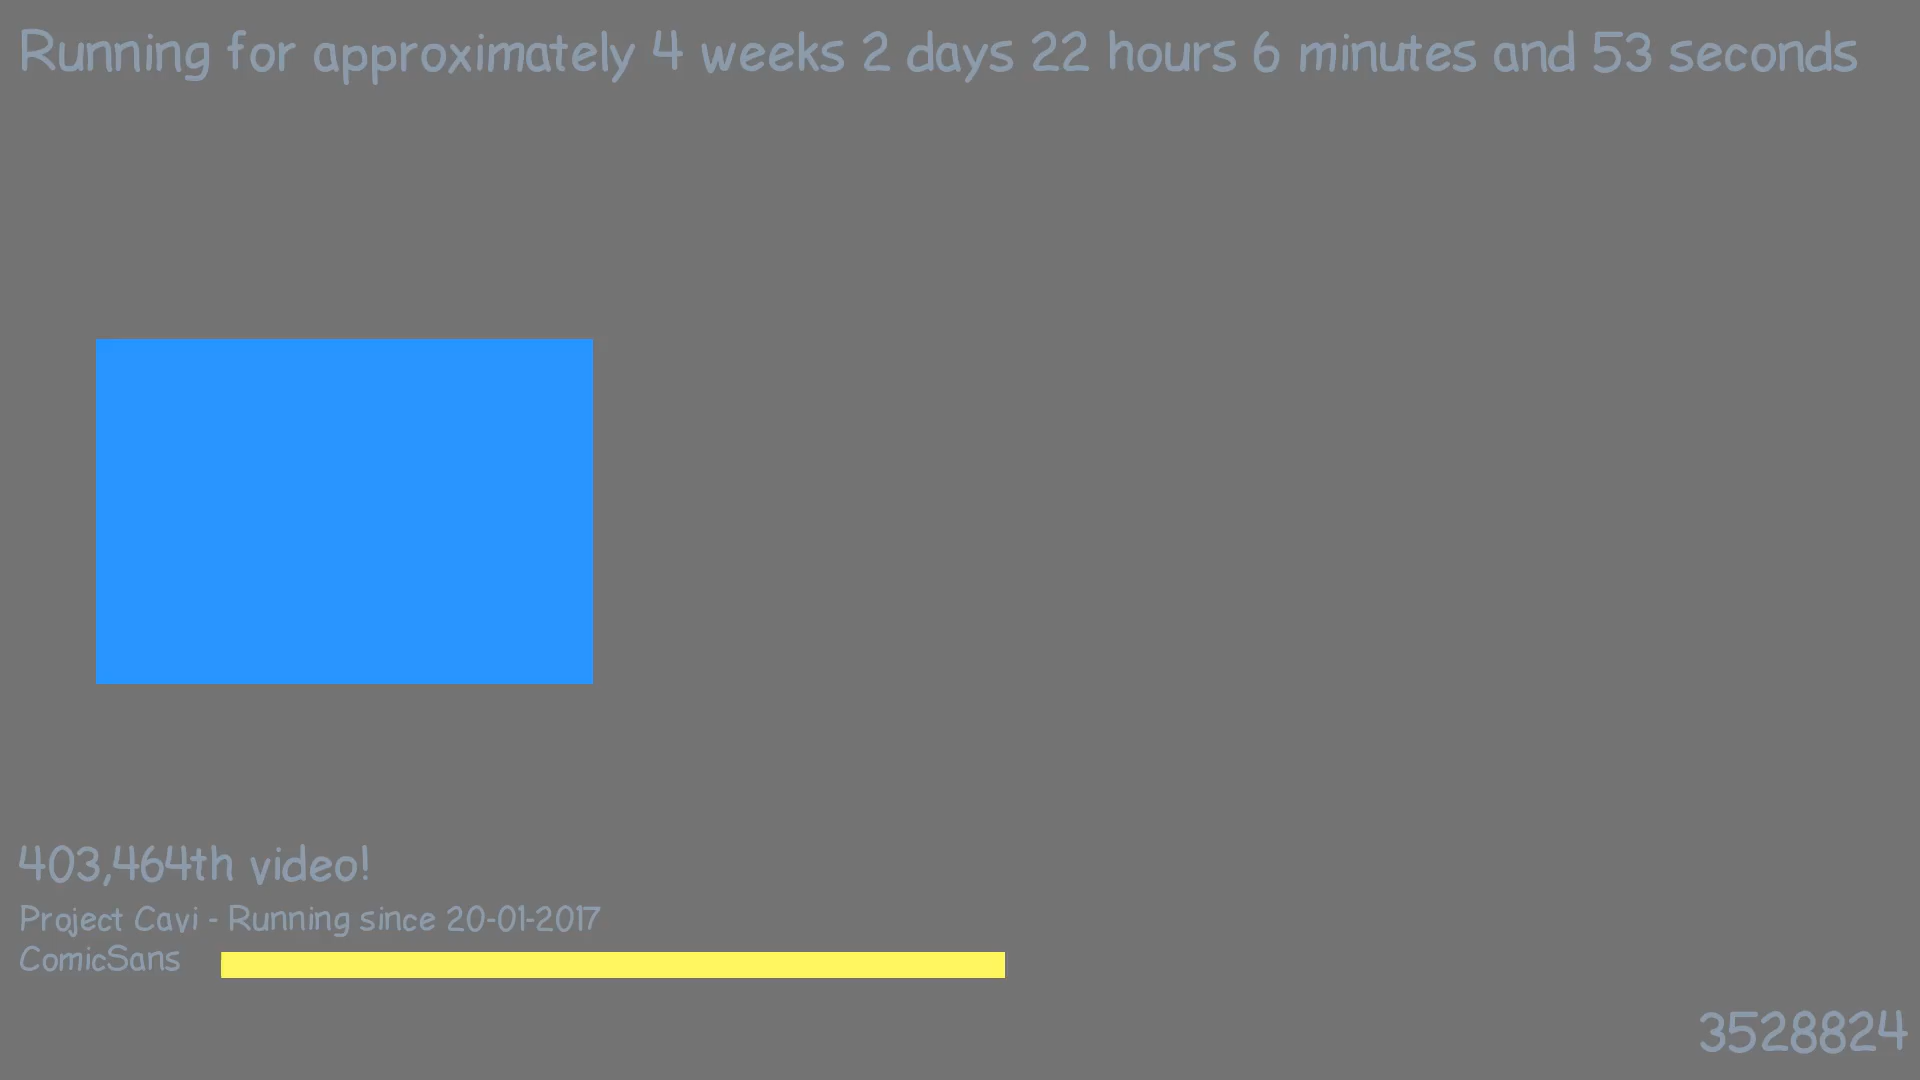 Running for approximately 4 weeks 2 days 22 hours 6 minutes and 53 seconds
403,464th video!
Project Cavi - Running since 20-01-2017
ComicSans
3528824